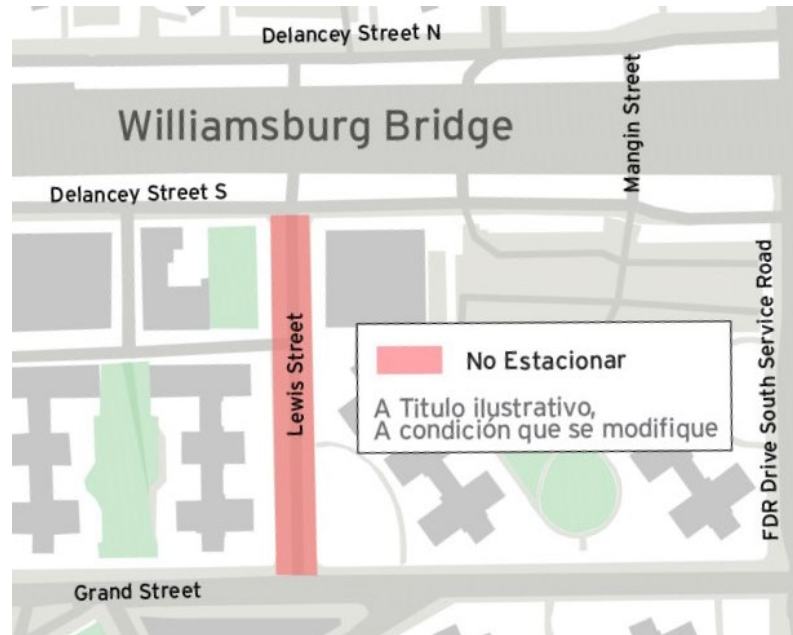 Delancey Street N
Mangin Street
Williamsburg Bridge
Delancey Street S
Lewis Street
FDR Drive South Service Road
No Estacionar
A Titulo ilustrativo,
A condición que se modifique
Grand Street